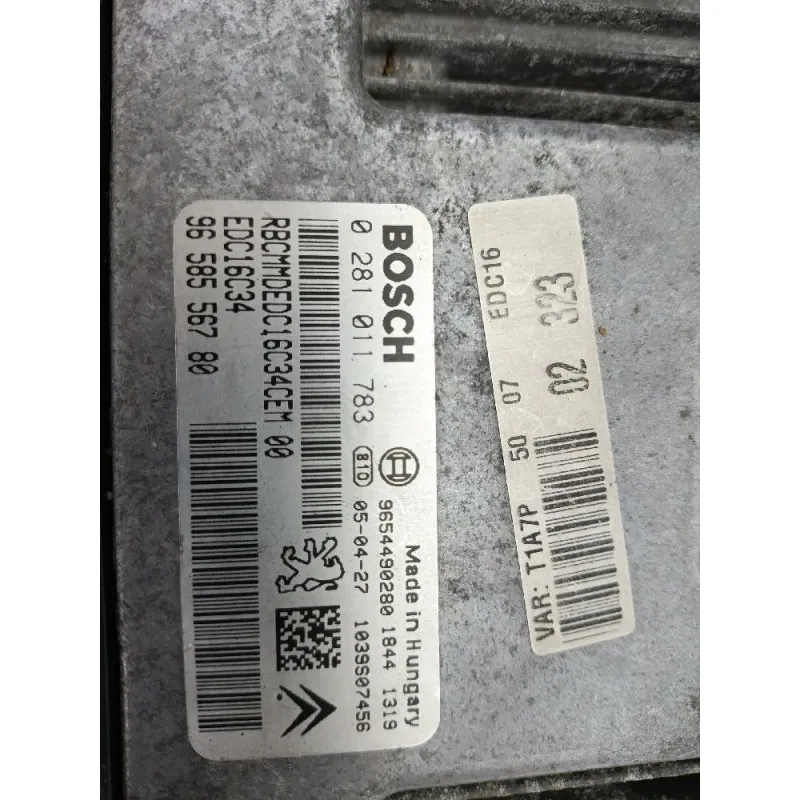 BOSCH
0 281 011 783
RBCMMDEDC16C34CEM 00
EDC16C34
96 585 567 80
810
Made in Hungary
9654490280 1844 1319
05-04-27 1039S07456
EDC16
50 07
02 323
VAR: T1A7P